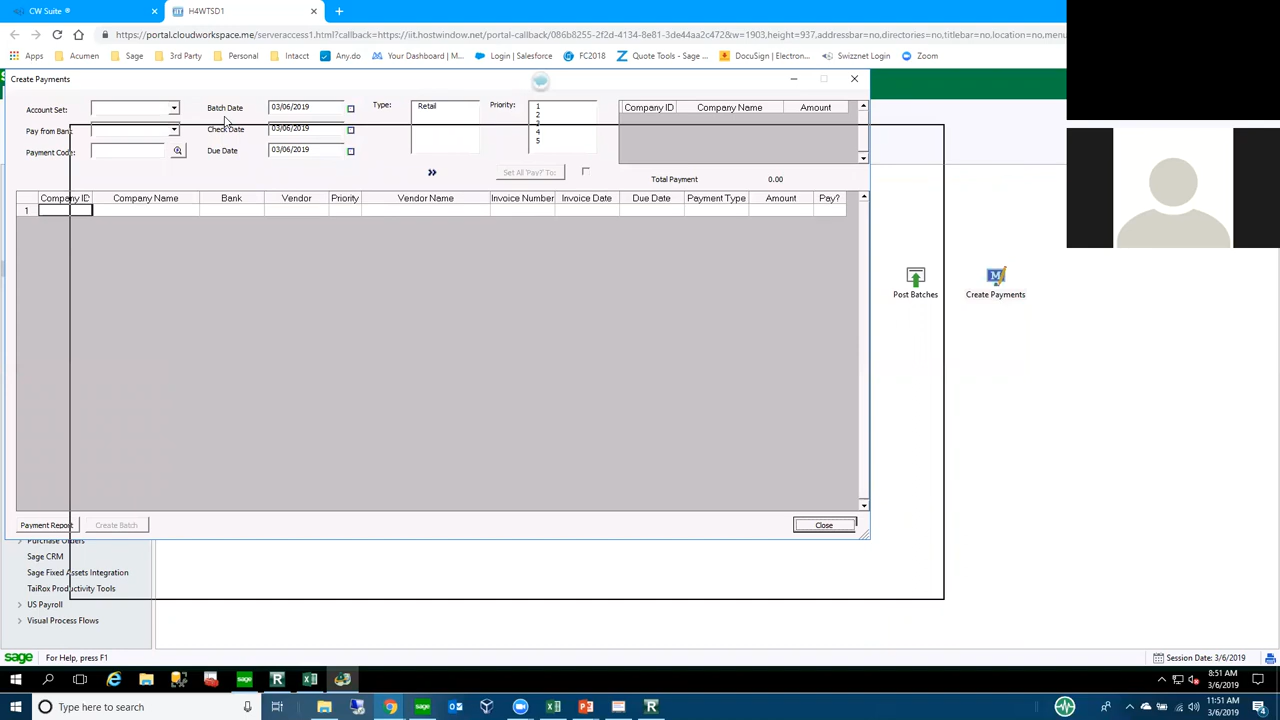 CW Suite ®
H4WTSD1
https://portal.cloudworkspace.me/serveraccess1.html?callback=https://iit.hostwindow.net/portal-callback/086b8255-2f2d-4134-8e81-3de44aa2c472&w=1903,height=937,addressbar=no,directories=no,titlebar=no,location=no,menu
Apps
Acumen
Sage
3rd Party
Personal
Intacct
Any.do
Your Dashboard | M...
Login | Salesforce
FC2018
Quote Tools - Sage ...
DocuSign | Electron...
Swizznet Login
Zoom
Create Payments
Account Set:
Batch Date
03/06/2019
Type:
Retail
Priority:
1
2
3
4
5
Company ID
Company Name
Amount
Pay from Bank
Check Date
03/06/2019
Payment Code:
Due Date
03/06/2019
Set All 'Pay?' To:
Total Payment
0.00
Company ID
Company Name
Bank
Vendor
Priority
Vendor Name
Invoice Number
Invoice Date
Due Date
Payment Type
Amount
Pay?
1
Post Batches
Create Payments
Payment Report
Create Batch
Close
Purchase Orders
Sage CRM
Sage Fixed Assets Integration
TaiRox Productivity Tools
US Payroll
Visual Process Flows
sage
For Help, press F1
Session Date: 3/6/2019
8:51 AM
3/6/2019
Type here to search
11:51 AM
3/6/2019